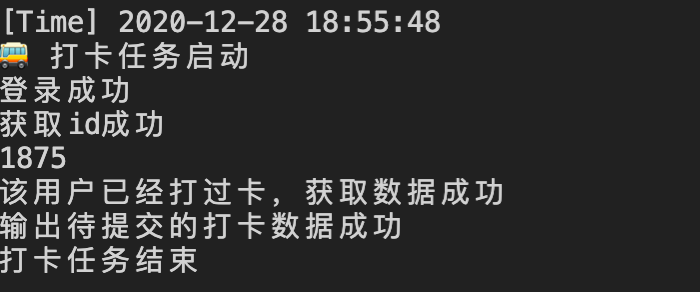 [Time] 2020-12-28 18:55:48
🚌 打卡任务启动
登录成功
获取id成功
1875
该用户已经打过卡，获取数据成功
输出待提交的打卡数据成功
打卡任务结束